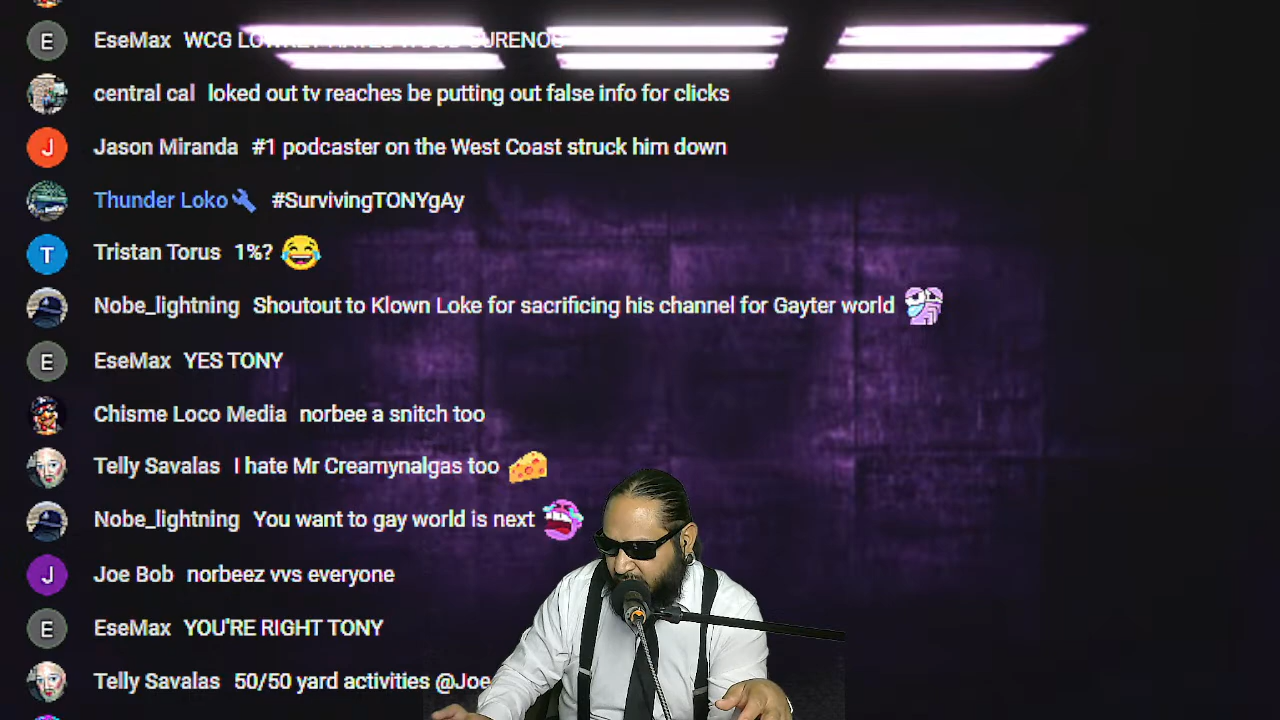 E EseMax WCG LOWKEY HATES WOOD SURENOS
central cal loked out tv reaches be putting out false info for clicks
J Jason Miranda #1 podcaster on the West Coast struck him down
Thunder Loko #SurvivingTONYgAy
T Tristan Torus 1%? 😂
Nobe_lightning Shoutout to Klown Loke for sacrificing his channel for Gayter world
E EseMax YES TONY
Chisme Loco Media norbee a snitch too
Telly Savalas I hate Mr Creamynalgas too 🧀
Nobe_lightning You want to gay world is next
J Joe Bob norbeez vvs everyone
E EseMax YOU'RE RIGHT TONY
Telly Savalas 50/50 yard activities @Joe